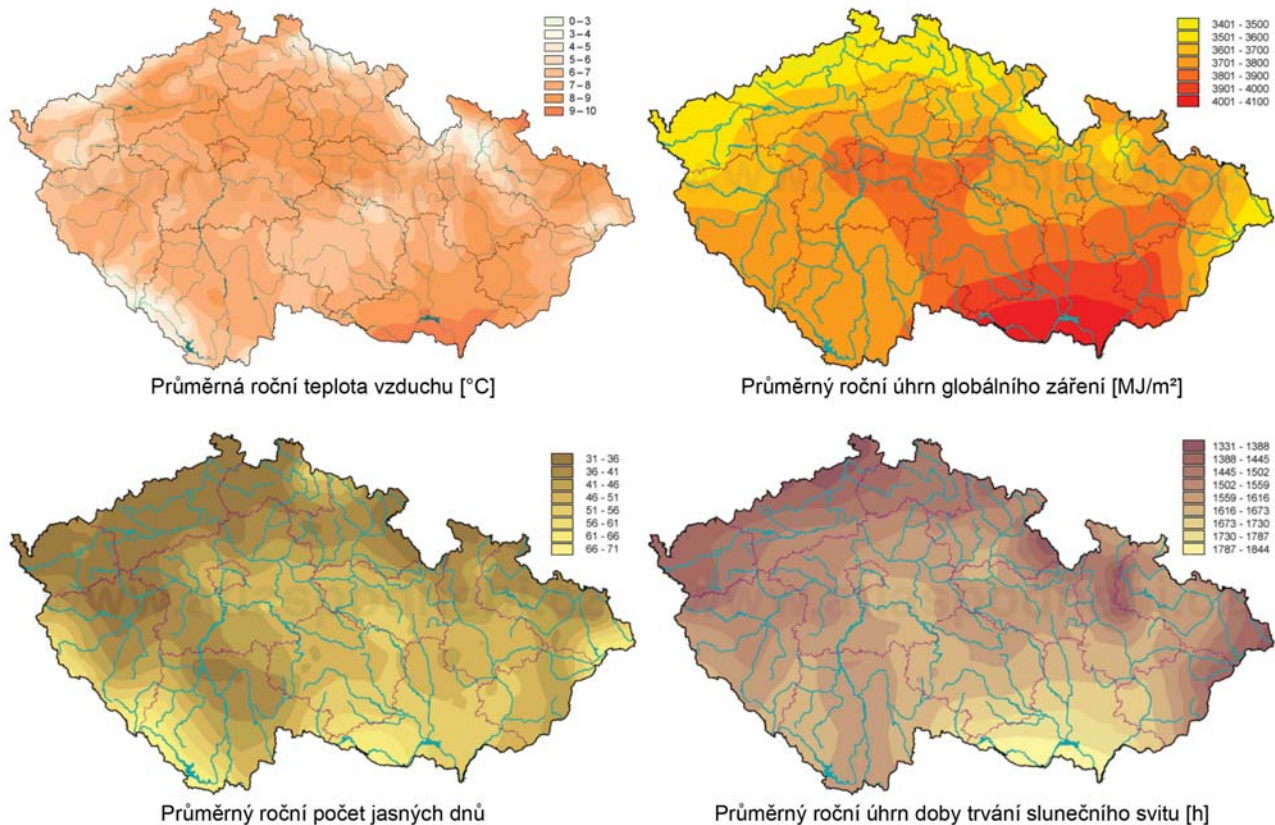 0 – 3
3 – 4
4 – 5
5 – 6
6 – 7
7 – 8
8 – 9
9 – 10
Průměrná roční teplota vzduchu [°C]
3401 - 3500
3501 - 3600
3601 - 3700
3701 - 3800
3801 - 3900
3901 - 4000
4001 - 4100
Průměrný roční úhrn globálního záření [MJ/m²]
31 - 36
36 - 41
41 - 46
46 - 51
51 - 56
56 - 61
61 - 66
66 - 71
Průměrný roční počet jasných dnů
1331 - 1388
1388 - 1445
1445 - 1502
1502 - 1559
1559 - 1616
1616 - 1673
1673 - 1730
1730 - 1787
1787 - 1844
Průměrný roční úhrn doby trvání slunečního svitu [h]